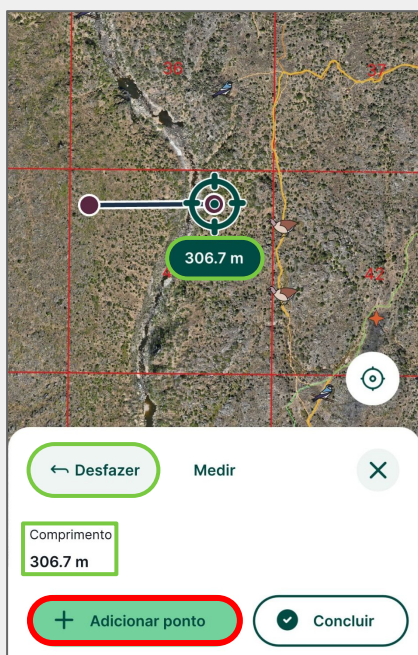 36
37
306.7 m
42
Desfazer
Medir
Comprimento
306.7 m
Adicionar ponto
Concluir